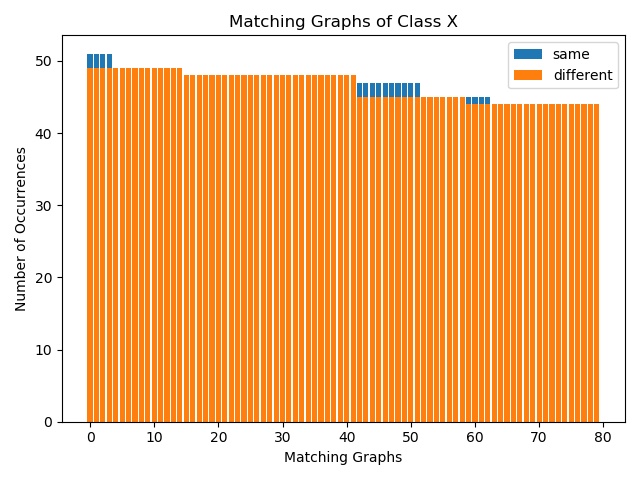 Matching Graphs of Class X
same
different
Number of Occurrences
50
40
30
20
10
0
0 10 20 30 40 50 60 70 80
Matching Graphs